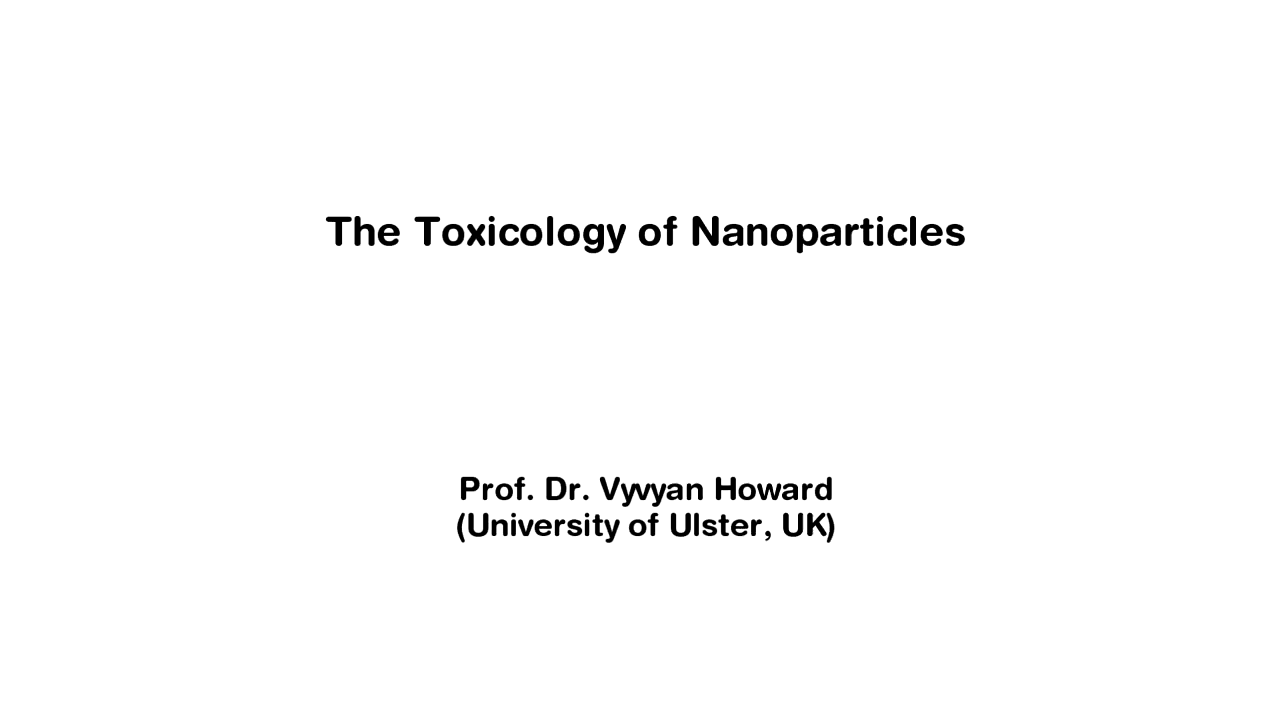 The Toxicology of Nanoparticles
Prof. Dr. Vyvyan Howard
(University of Ulster, UK)